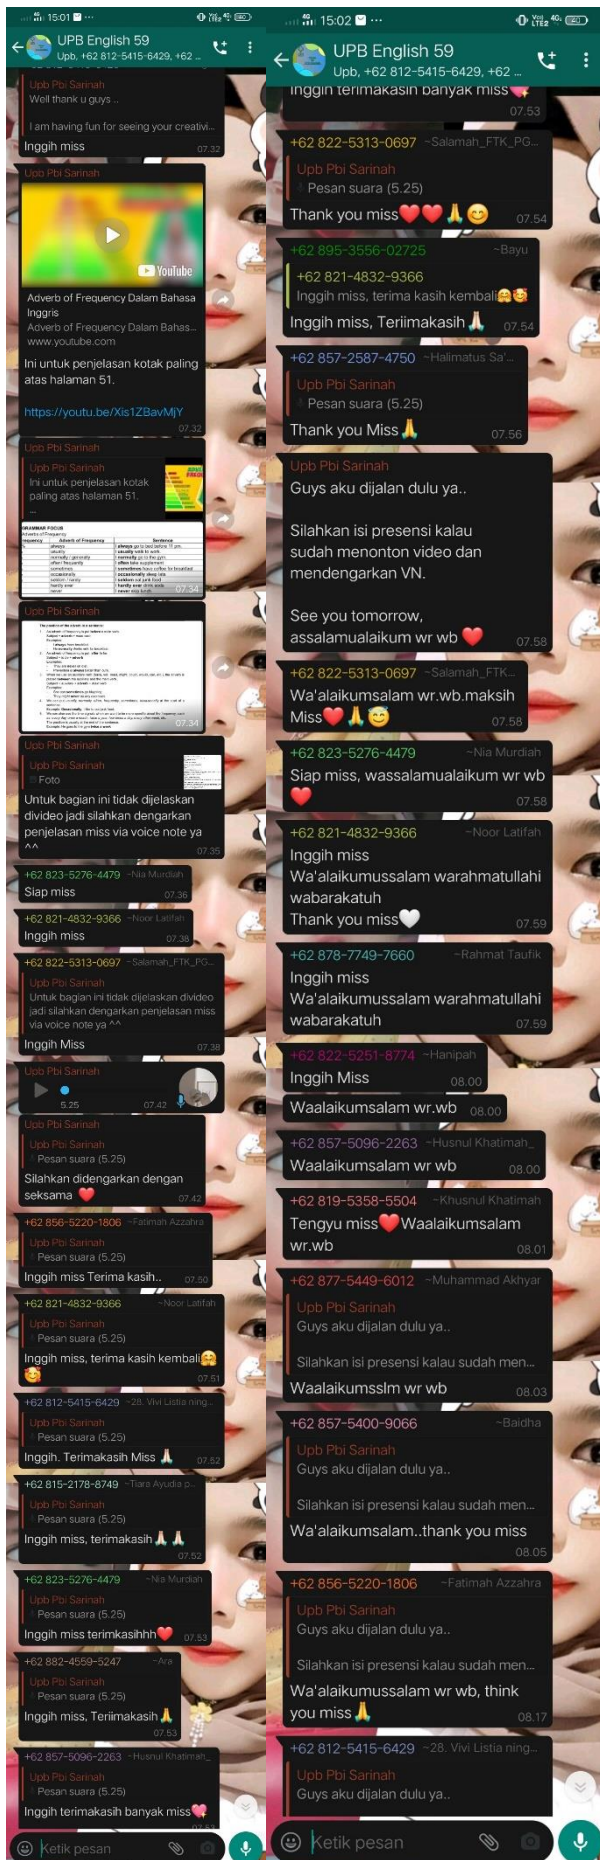 15:01
UPB English 59
Upb, +62 812-5415-6429, +62 ...
Upb Pbi Sarinah
Well thank u guys ..
I am having fun for seeing your creativi...
Inggih miss
07.32
Upb Pbi Sarinah
YouTube
Adverb of Frequency Dalam Bahasa
Inggris
Adverb of Frequency Dalam Bahas...
www.youtube.com
Ini untuk penjelasan kotak paling
atas halaman 51.
https://youtu.be/Xis1ZBavMjY
07.32
Upb Pbi Sarinah
Upb Pbi Sarinah
Ini untuk penjelasan kotak
paling atas halaman 51.
...
GRAMMAR FOCUS
Adverbs of Frequency
Adverb of Frequency
Sentence
07.34
Upb Pbi Sarinah
07.34
Upb Pbi Sarinah
Upb Pbi Sarinah
Foto
Untuk bagian ini tidak dijelaskan
divideo jadi silahkan dengarkan
penjelasan miss via voice note ya
^^
07.35
+62 823-5276-4479 ~Nia Murdiah
Siap miss
07.36
+62 821-4832-9366 ~Noor Latifah
Inggih miss
07.38
+62 822-5313-0697 ~Salamah_FTK_PG...
Upb Pbi Sarinah
Untuk bagian ini tidak dijelaskan divideo
jadi silahkan dengarkan penjelasan miss
via voice note ya ^^
Inggih Miss
07.38
Upb Pbi Sarinah
5.25
07.42
Upb Pbi Sarinah
Upb Pbi Sarinah
Pesan suara (5.25)
Silahkan didengarkan dengan
seksama ❤️
07.42
+62 856-5220-1806 ~Fatimah Azzahra
Upb Pbi Sarinah
Pesan suara (5.25)
Inggih miss Terima kasih..
07.50
+62 821-4832-9366 ~Noor Latifah
Upb Pbi Sarinah
Pesan suara (5.25)
Inggih miss, terima kasih kembali🤗
🥰
07.51
+62 812-5415-6429 ~28. Vivi Listia ning...
Upb Pbi Sarinah
Pesan suara (5.25)
Inggih. Terimakasih Miss 🙏🏻
07.52
+62 815-2178-8749 ~Tiara Ayudia p...
Upb Pbi Sarinah
Pesan suara (5.25)
Inggih miss, terimakasih🙏🏻🙏🏻
07.52
+62 823-5276-4479 ~Nia Murdiah
Upb Pbi Sarinah
Pesan suara (5.25)
Inggih miss terimkasihhh❤️
07.53
+62 882-4559-5247 ~Ara
Upb Pbi Sarinah
Pesan suara (5.25)
Inggih miss, Teriimakasih🙏
07.53
+62 857-5096-2263 ~Husnul Khatimah_
Upb Pbi Sarinah
Pesan suara (5.25)
Inggih terimakasih banyak miss💘
07.53
Ketik pesan
15:02
UPB English 59
Upb, +62 812-5415-6429, +62 ...
Inggih terimakasih banyak miss💘
07.53
+62 822-5313-0697 ~Salamah_FTK_PG...
Upb Pbi Sarinah
Pesan suara (5.25)
Thank you miss❤️❤️🙏😊
07.54
+62 895-3556-02725 ~Bayu
+62 821-4832-9366
Inggih miss, terima kasih kembali🤗🥰
Inggih miss, Teriimakasih🙏🏻
07.54
+62 857-2587-4750 ~Halimatus Sa'...
Upb Pbi Sarinah
Pesan suara (5.25)
Thank you Miss🙏
07.56
Upb Pbi Sarinah
Guys aku dijalan dulu ya..
Silahkan isi presensi kalau
sudah menonton video dan
mendengarkan VN.
See you tomorrow,
assalamualaikum wr wb ❤️
07.58
+62 822-5313-0697 ~Salamah_FTK...
Wa'alaikumsalam wr.wb.maksih
Miss❤️🙏😇
07.58
+62 823-5276-4479 ~Nia Murdiah
Siap miss, wassalamualaikum wr wb
❤️
07.58
+62 821-4832-9366 ~Noor Latifah
Inggih miss
Wa'alaikumussalam warahmatullahi
wabarakatuh
Thank you miss🤍
07.59
+62 878-7749-7660 ~Rahmat Taufik
Inggih miss
Wa'alaikumussalam warahmatullahi
wabarakatuh
07.59
+62 822-5251-8774 ~Hanipah
Inggih Miss
08.00
Waalaikumsalam wr.wb 08.00
+62 857-5096-2263 ~Husnul Khatimah_
Waalaikumsalam wr wb
08.00
+62 819-5358-5504 ~Khusnul Khatimah
Tengyu miss❤️Waalaikumsalam
wr.wb
08.01
+62 877-5449-6012 ~Muhammad Akhyar
Upb Pbi Sarinah
Guys aku dijalan dulu ya..
Silahkan isi presensi kalau sudah men...
Waalaikumsslm wr wb
08.03
+62 857-5400-9066 ~Baidha
Upb Pbi Sarinah
Guys aku dijalan dulu ya..
Silahkan isi presensi kalau sudah men...
Wa'alaikumsalam..thank you miss
08.05
+62 856-5220-1806 ~Fatimah Azzahra
Upb Pbi Sarinah
Guys aku dijalan dulu ya..
Silahkan isi presensi kalau sudah men...
Wa'alaikumussalam wr wb, think
you miss🙏
08.17
+62 812-5415-6429 ~28. Vivi Listia ning...
Upb Pbi Sarinah
Guys aku dijalan dulu ya..
Ketik pesan